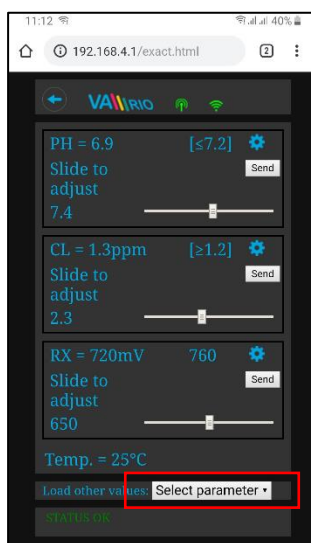 11:12 40%
192.168.4.1/exact.html 2
VA RIO
PH = 6.9 [≤7.2]
Slide to Send
adjust
7.4
CL = 1.3ppm [≥1.2]
Slide to Send
adjust
2.3
RX = 720mV 760
Slide to Send
adjust
650
Temp. = 25°C
Load other values: Select parameter
STATUS OK